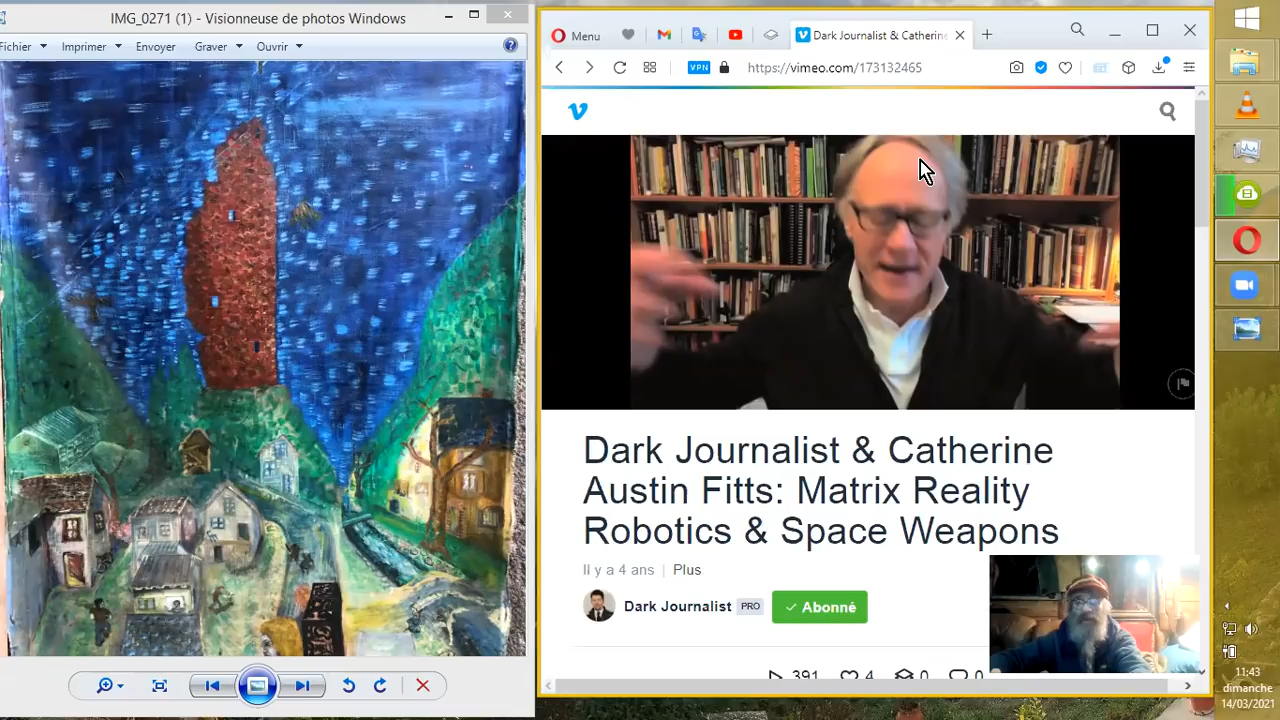 IMG_0271 (1) - Visionneuse de photos Windows
Fichier Imprimer Envoyer Graver Ouvrir
Menu
Dark Journalist & Catherine
VPN
https://vimeo.com/173132465
Dark Journalist & Catherine
Austin Fitts: Matrix Reality
Robotics & Space Weapons
Il y a 4 ans | Plus
Dark Journalist PRO Abonné
391 4 0 0
11:43
dimanche
14/03/2021